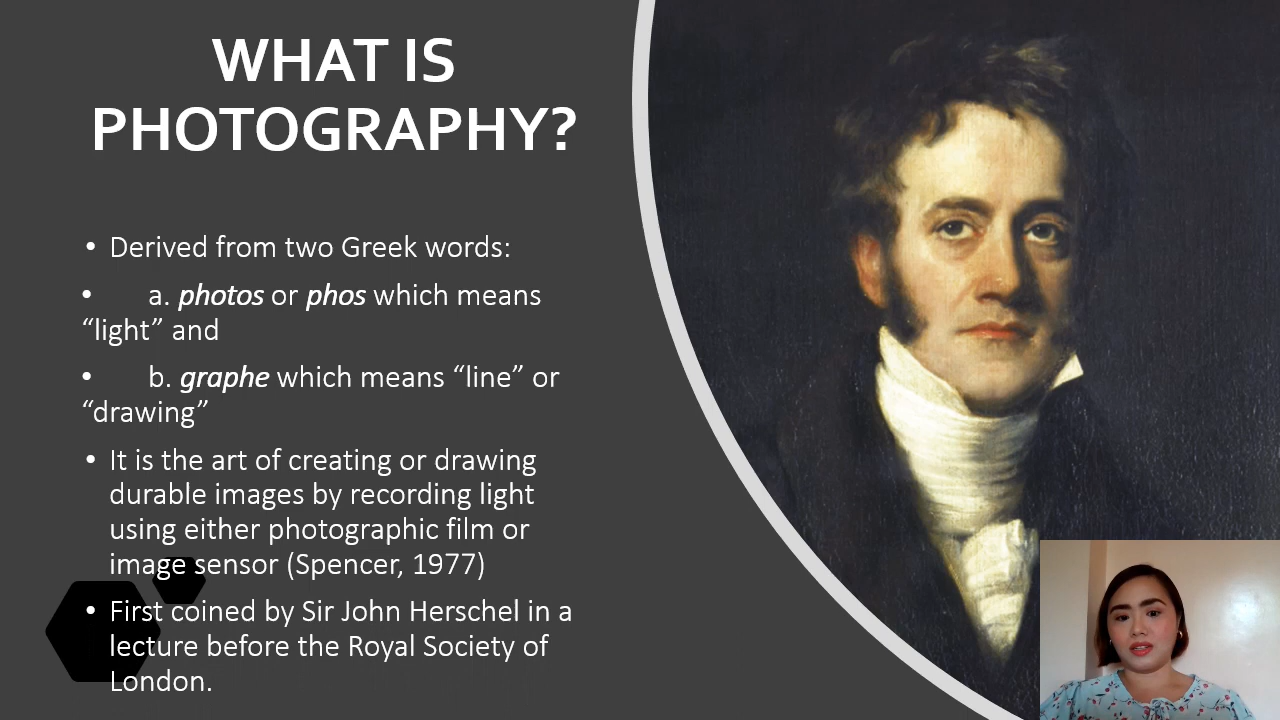 WHAT IS
PHOTOGRAPHY?
• Derived from two Greek words:
• a. photos or phos which means
“light” and
• b. graphe which means “line” or
“drawing”
• It is the art of creating or drawing
durable images by recording light
using either photographic film or
image sensor (Spencer, 1977)
• First coined by Sir John Herschel in a
lecture before the Royal Society of
London.